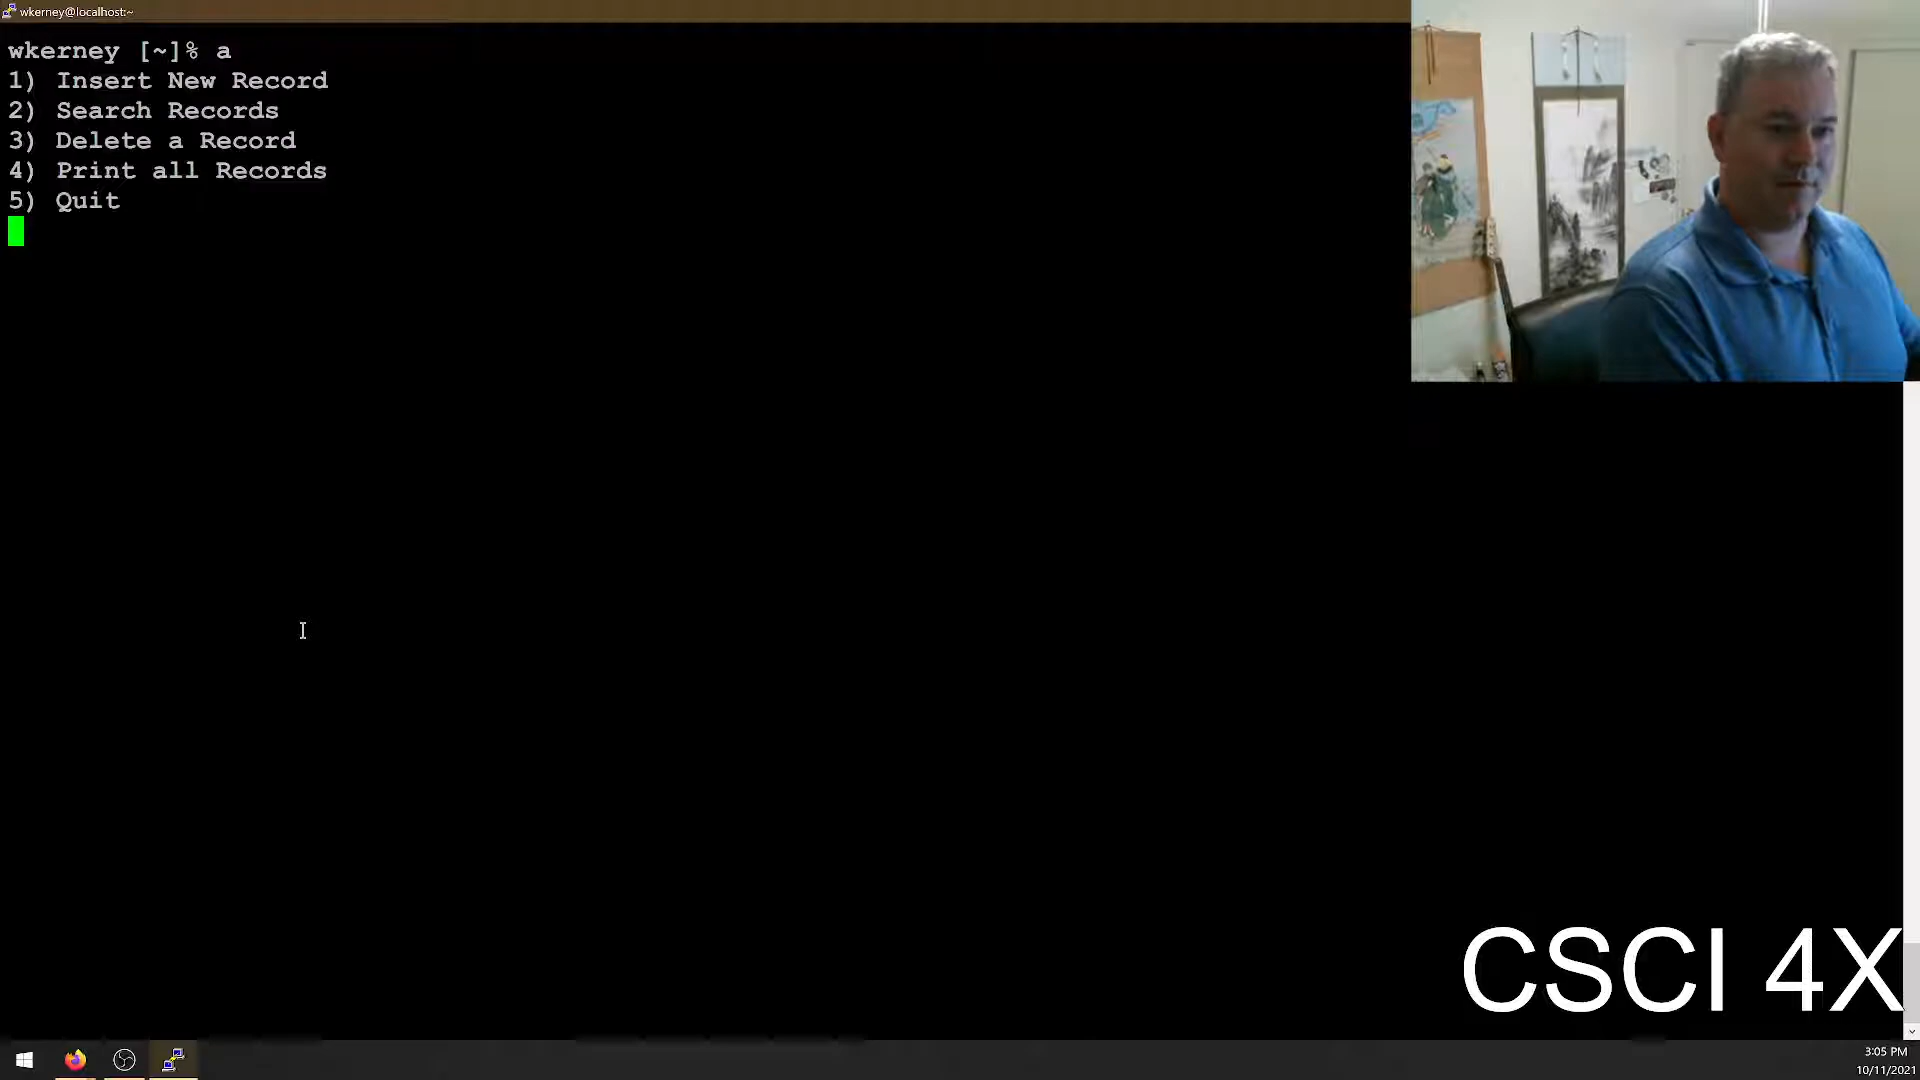 wkerney@localhost:~
wkerney [~]% a
1) Insert New Record
2) Search Records
3) Delete a Record
4) Print all Records
5) Quit
CSCI 4X
3:05 PM
10/11/2021